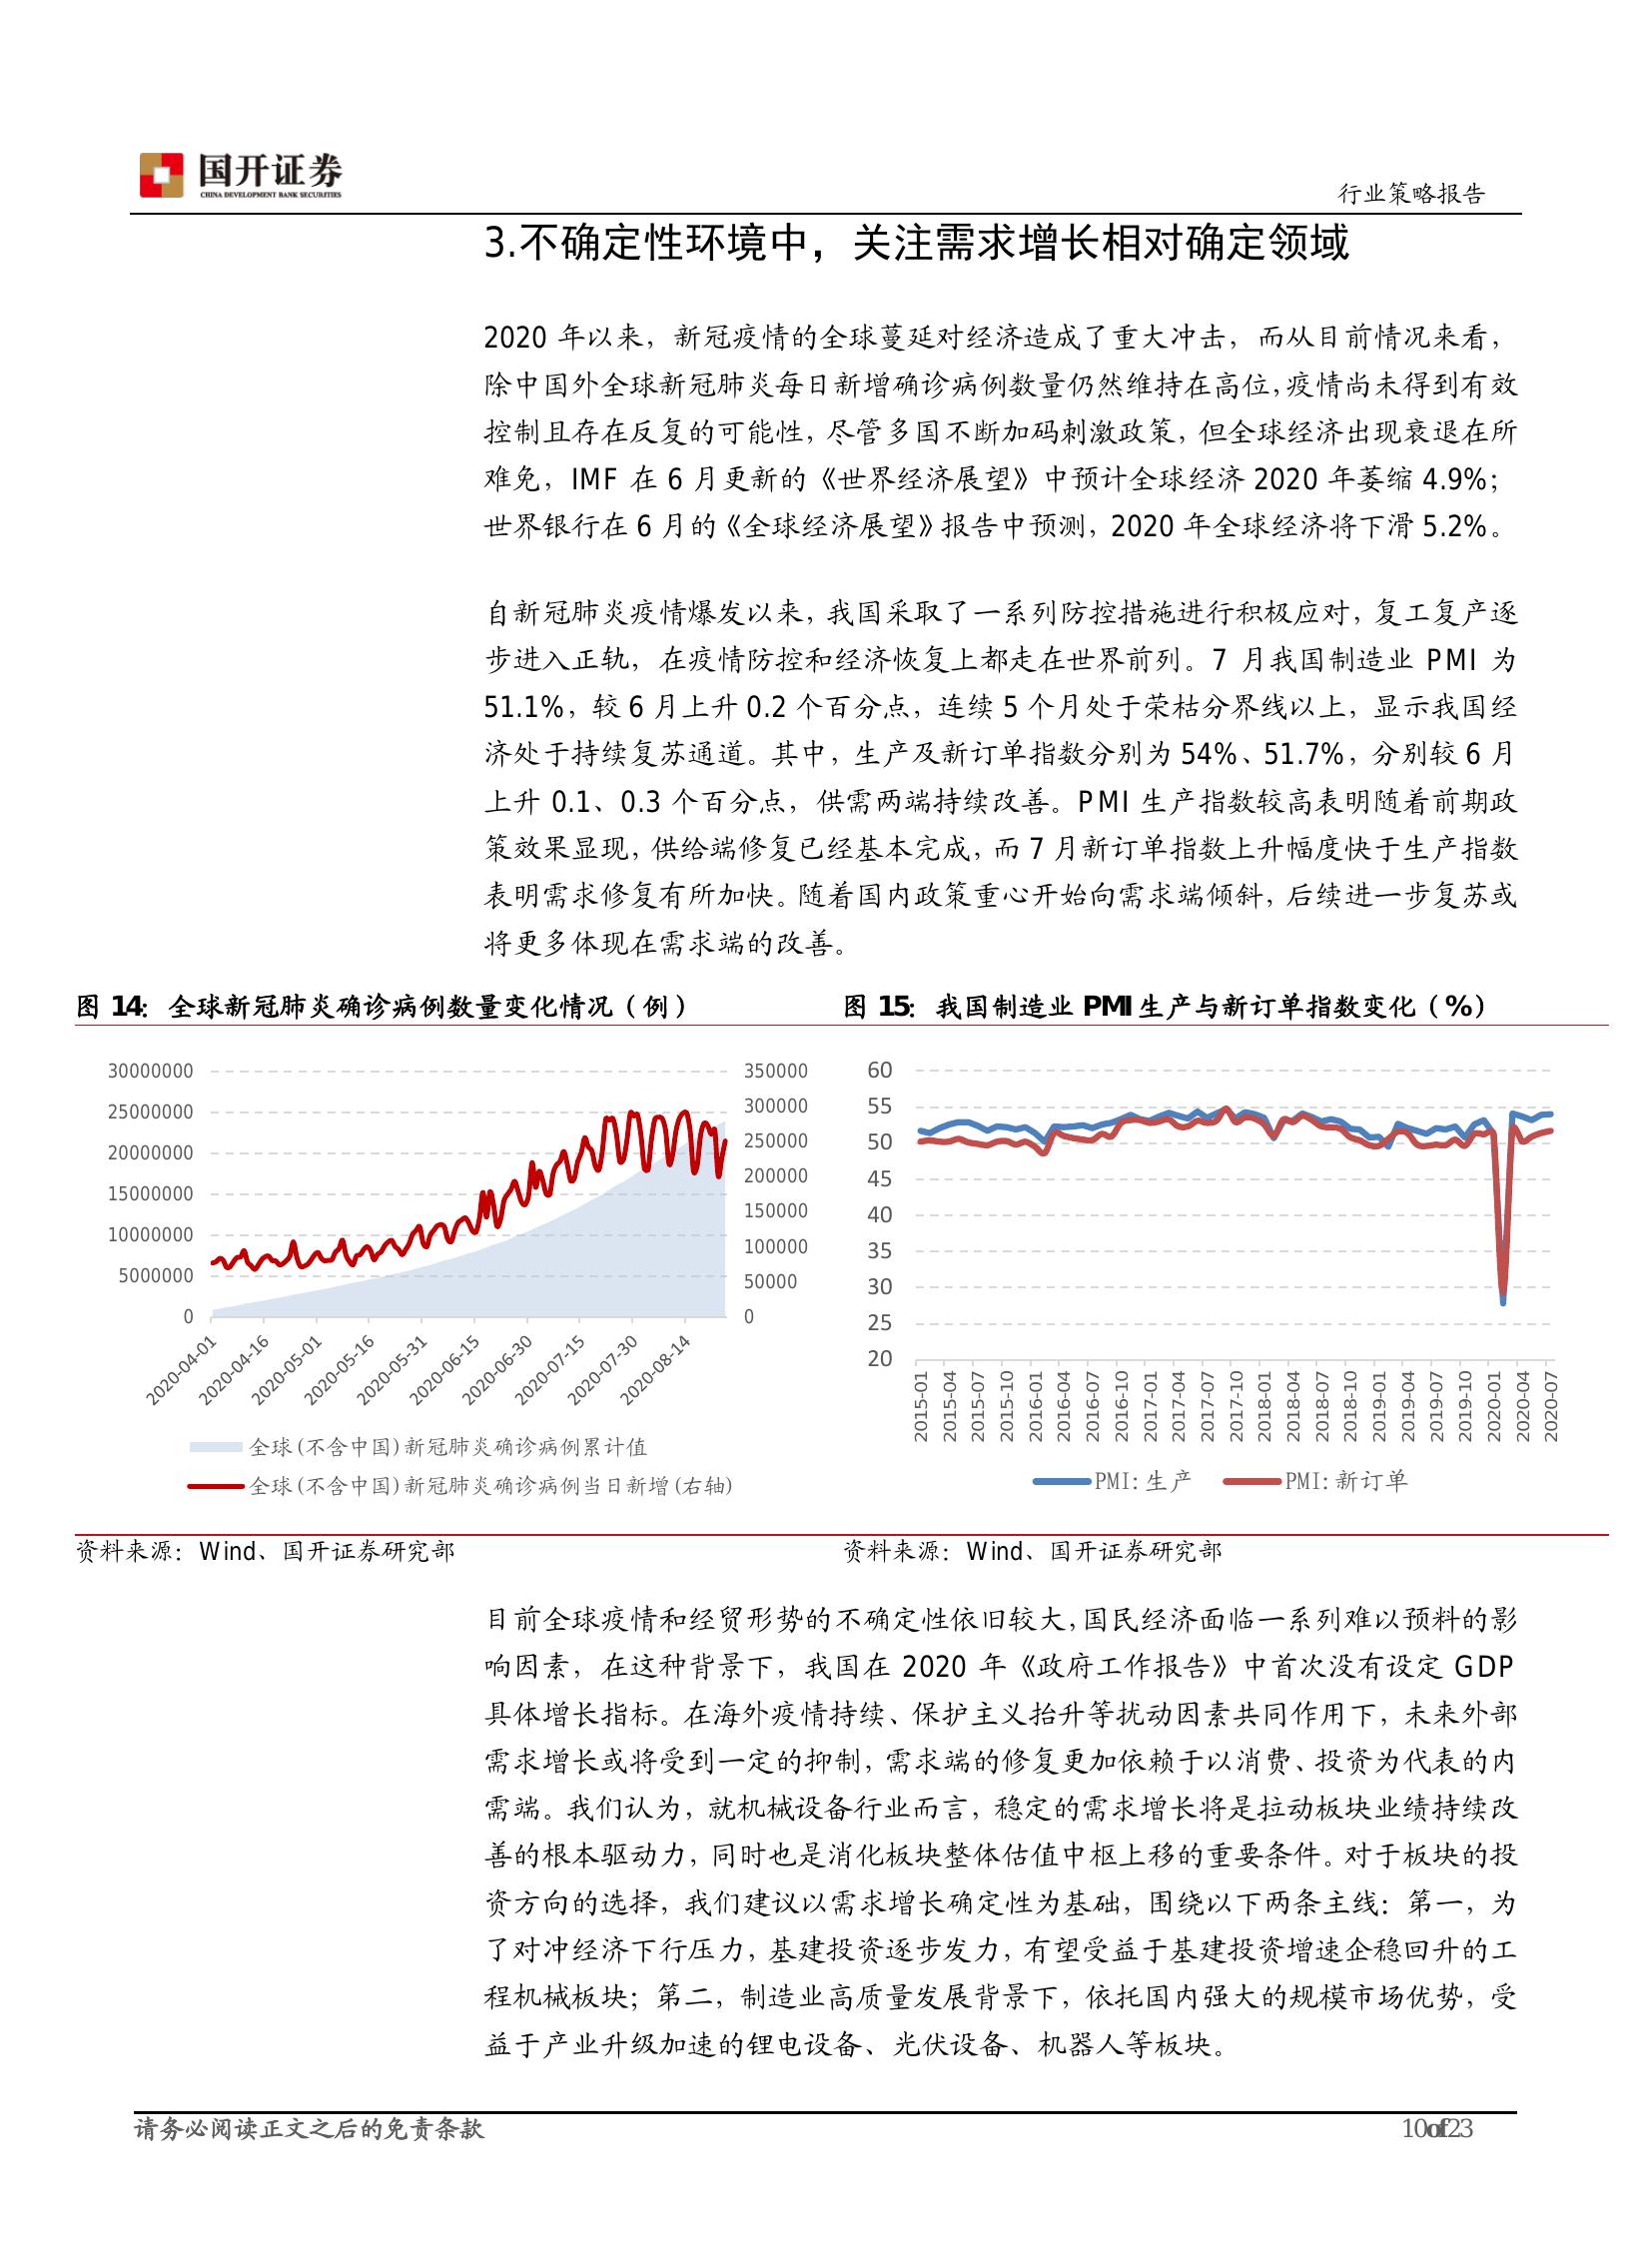 国开证券
CHINA DEVELOPMENT BANK SECURITIES
行业策略报告
3.不确定性环境中，关注需求增长相对确定领域
2020 年以来，新冠疫情的全球蔓延对经济造成了重大冲击，而从目前情况来看，
除中国外全球新冠肺炎每日新增确诊病例数量仍然维持在高位，疫情尚未得到有效
控制且存在反复的可能性，尽管多国不断加码刺激政策，但全球经济出现衰退在所
难免，IMF 在 6 月更新的《世界经济展望》中预计全球经济 2020 年萎缩 4.9%；
世界银行在 6 月的《全球经济展望》报告中预测，2020 年全球经济将下滑 5.2%。
自新冠肺炎疫情爆发以来，我国采取了一系列防控措施进行积极应对，复工复产逐
步进入正轨，在疫情防控和经济恢复上都走在世界前列。7 月我国制造业 PMI 为
51.1%，较 6 月上升 0.2 个百分点，连续 5 个月处于荣枯分界线以上，显示我国经
济处于持续复苏通道。其中，生产及新订单指数分别为 54%、51.7%，分别较 6 月
上升 0.1、0.3 个百分点，供需两端持续改善。PMI 生产指数较高表明随着前期政
策效果显现，供给端修复已经基本完成，而 7 月新订单指数上升幅度快于生产指数
表明需求修复有所加快。随着国内政策重心开始向需求端倾斜，后续进一步复苏或
将更多体现在需求端的改善。
图 14：全球新冠肺炎确诊病例数量变化情况（例）
30000000
25000000
20000000
15000000
10000000
5000000
0
350000
300000
250000
200000
150000
100000
50000
0
2020-04-01
2020-04-16
2020-05-01
2020-05-16
2020-05-31
2020-06-15
2020-06-30
2020-07-15
2020-07-30
2020-08-14
全球(不含中国)新冠肺炎确诊病例累计值
全球(不含中国)新冠肺炎确诊病例当日新增(右轴)
资料来源：Wind、国开证券研究部
图 15：我国制造业 PMI 生产与新订单指数变化（%）
60
55
50
45
40
35
30
25
20
2015-01
2015-04
2015-07
2015-10
2016-01
2016-04
2016-07
2016-10
2017-01
2017-04
2017-07
2017-10
2018-01
2018-04
2018-07
2018-10
2019-01
2019-04
2019-07
2019-10
2020-01
2020-04
2020-07
PMI:生产
PMI:新订单
资料来源：Wind、国开证券研究部
目前全球疫情和经贸形势的不确定性依旧较大，国民经济面临一系列难以预料的影
响因素，在这种背景下，我国在 2020 年《政府工作报告》中首次没有设定 GDP
具体增长指标。在海外疫情持续、保护主义抬升等扰动因素共同作用下，未来外部
需求增长或将受到一定的抑制，需求端的修复更加依赖于以消费、投资为代表的内
需端。我们认为，就机械设备行业而言，稳定的需求增长将是拉动板块业绩持续改
善的根本驱动力，同时也是消化板块整体估值中枢上移的重要条件。对于板块的投
资方向的选择，我们建议以需求增长确定性为基础，围绕以下两条主线：第一，为
了对冲经济下行压力，基建投资逐步发力，有望受益于基建投资增速企稳回升的工
程机械板块；第二，制造业高质量发展背景下，依托国内强大的规模市场优势，受
益于产业升级加速的锂电设备、光伏设备、机器人等板块。
请务必阅读正文之后的免责条款
10of23